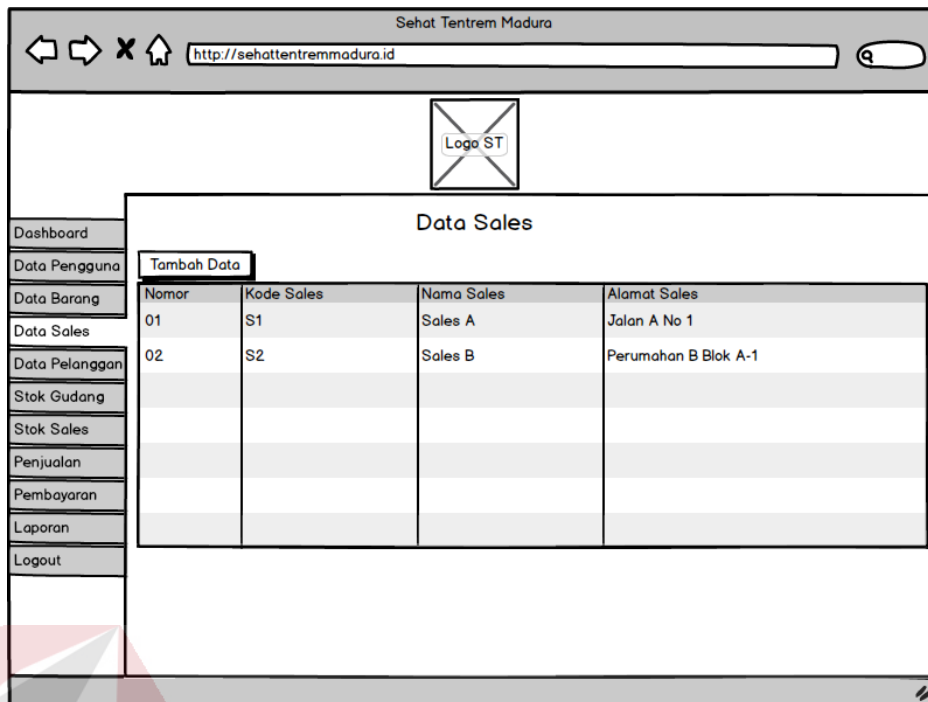 Sehat Tentrem Madura
http://sehattentremmadura.id
Logo ST
Data Sales
Dashboard
Data Pengguna
Data Barang
Data Sales
Data Pelanggan
Stok Gudang
Stok Sales
Penjualan
Pembayaran
Laporan
Logout
Tambah Data
Nomor Kode Sales Nama Sales Alamat Sales
01 S1 Sales A Jalan A No 1
02 S2 Sales B Perumahan B Blok A-1